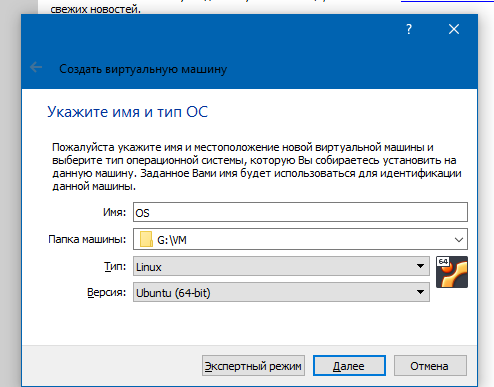 свежих новостей.
?
Создать виртуальную машину
Укажите имя и тип ОС
Пожалуйста укажите имя и местоположение новой виртуальной машины и
выберите тип операционной системы, которую Вы собираетесь установить на
данную машину. Заданное Вами имя будет использоваться для идентификации
данной машины.
Имя: OS
Папка машины: G:\VM
Тип: Linux
64
Версия: Ubuntu (64-bit)
Экспертный режим Далее Отмена